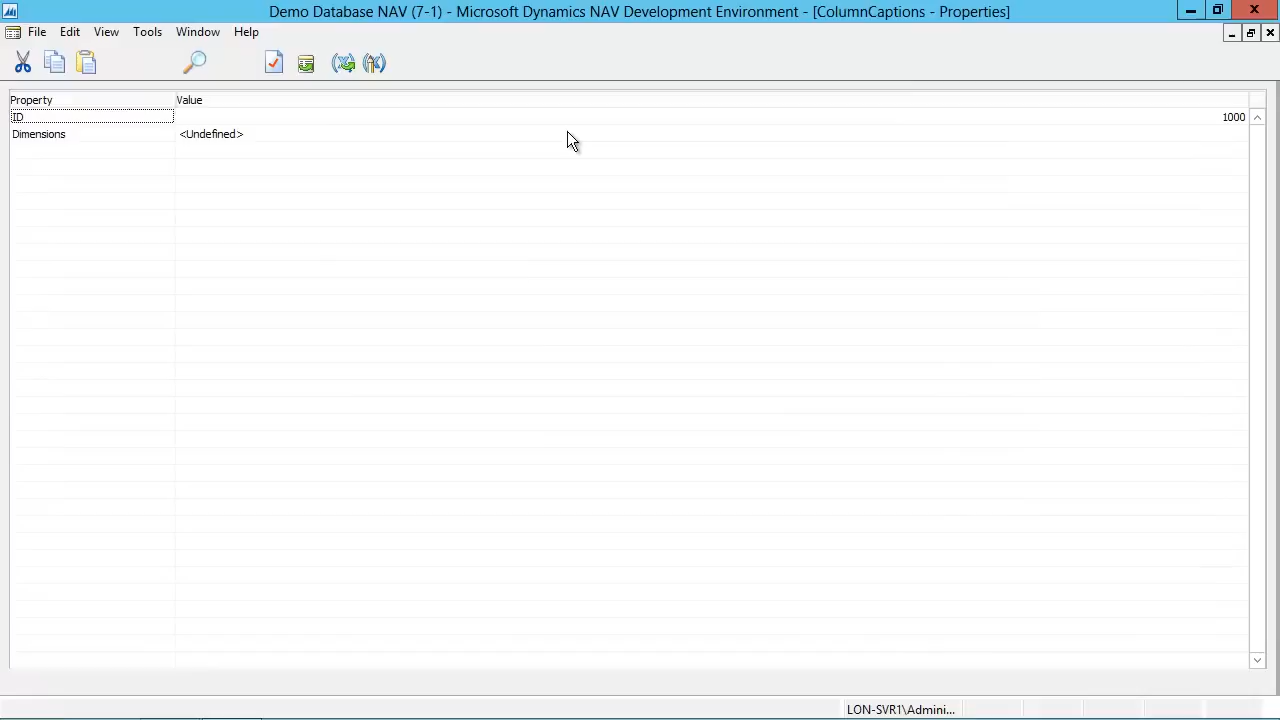 Demo Database NAV (7-1) - Microsoft Dynamics NAV Development Environment - [ColumnCaptions - Properties]
File Edit View Tools Window Help
Property Value
ID 1000
Dimensions <Undefined>
LON-SVR1\Admini...